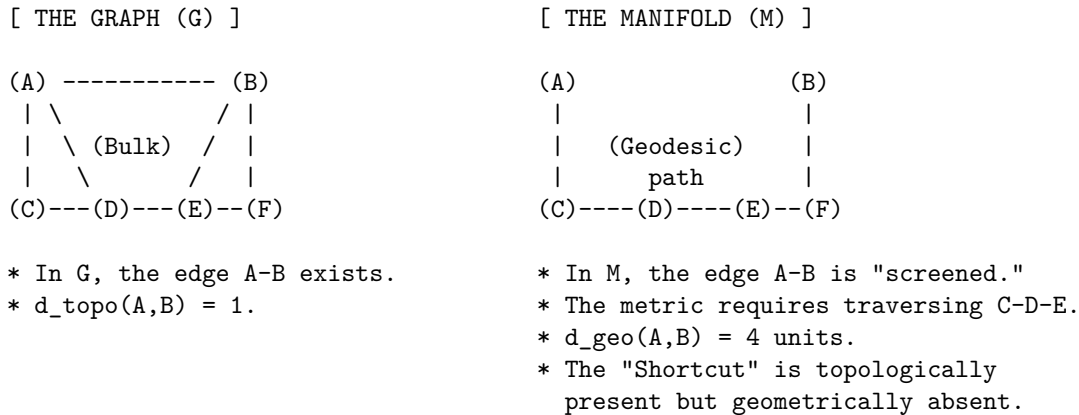 [ THE GRAPH (G) ]                    [ THE MANIFOLD (M) ]

(A) ----------- (B)                  (A)               (B)
 | \           / |                    |                 |
 |  \ (Bulk)  /  |                    |   (Geodesic)    |
 |   \       /   |                    |      path       |
(C)---(D)---(E)--(F)                 (C)----(D)----(E)--(F)

* In G, the edge A-B exists.         * In M, the edge A-B is "screened."
* d_topo(A,B) = 1.                   * The metric requires traversing C-D-E.
                                     * d_geo(A,B) = 4 units.
                                     * The "Shortcut" is topologically
                                       present but geometrically absent.